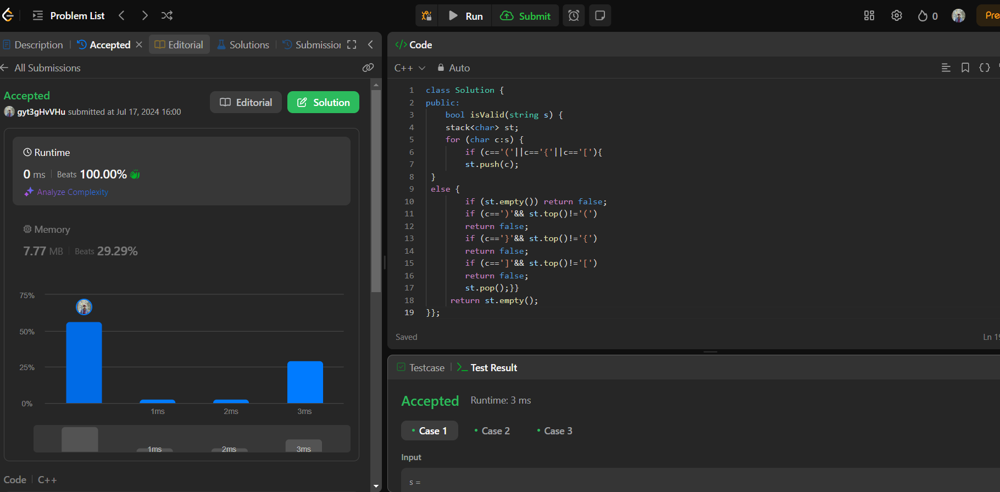 Problem List
Run
Submit
0
Pre
Description
Accepted
Editorial
Solutions
Submission
Code
All Submissions
C++
Auto
Accepted
gyt3gHvVHu submitted at Jul 17, 2024 16:00
Editorial
Solution
Runtime
0 ms
Beats 100.00%
Analyze Complexity
Memory
7.77 MB
Beats 29.29%
75%
50%
25%
0%
1ms
2ms
3ms
1ms
2ms
3ms
Code
C++
1 class Solution {
2 public:
3     bool isValid(string s) {
4     stack<char> st;
5     for (char c:s) {
6         if (c=='('||c=='{'||c=='['){
7         st.push(c);
8  }
9  else {
10         if (st.empty()) return false;
11         if (c==')'&& st.top()!='(')
12         return false;
13         if (c=='}'&& st.top()!='{')
14         return false;
15         if (c==']'&& st.top()!='[')
16         return false;
17         st.pop();}}
18      return st.empty();
19 }};
Saved
Ln 19
Testcase
Test Result
Accepted
Runtime: 3 ms
Case 1
Case 2
Case 3
Input
s =